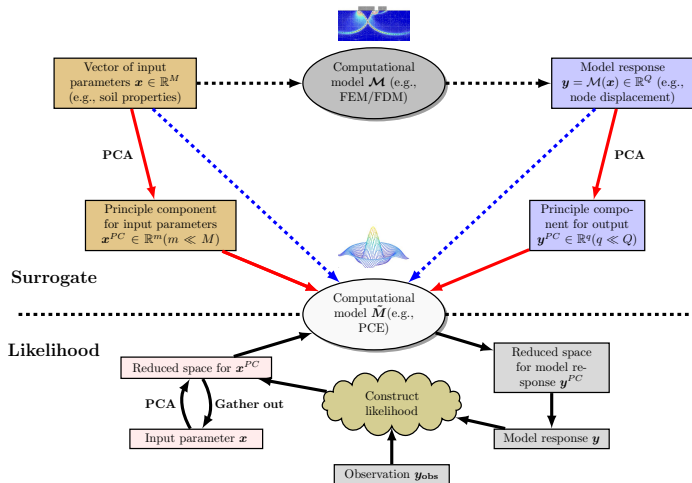 Vector of input
parameters 𝒙 ∈ ℝ^M
(e.g., soil properties)
Computational
model 𝓜 (e.g.,
FEM/FDM)
Model response
𝒚 = ℳ(𝒙) ∈ ℝ^Q (e.g.,
node displacement)
PCA
PCA
Principle component
for input parameters
𝒙^PC ∈ ℝ^m(m ≪ M)
Principle compo-
nent for output
𝒚^PC ∈ ℝ^q(q ≪ Q)
Surrogate
Computational
model M̃(e.g.,
PCE)
Likelihood
Reduced space for 𝒙^PC
Reduced space
for model re-
sponse 𝒚^PC
PCA
Gather out
Construct
likelihood
Input parameter 𝒙
Model response 𝒚
Observation 𝒚obs